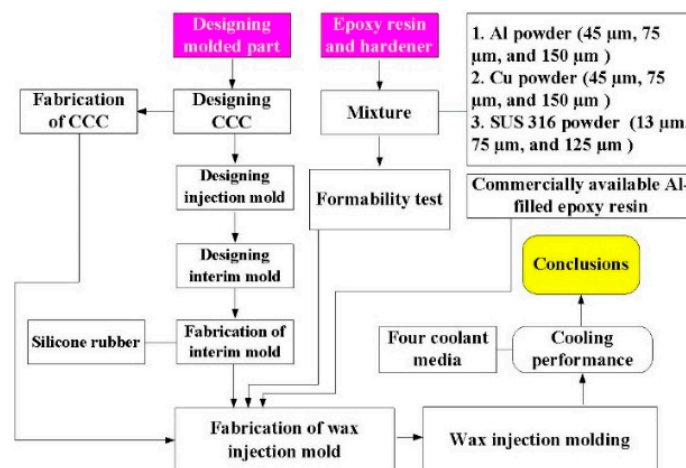 Designing
molded part
Epoxy resin
and hardener
1. Al powder (45 μm, 75
μm, and 150 μm )
2. Cu powder (45 μm, 75
μm, and 150 μm )
3. SUS 316 powder (13 μm,
75 μm, and 125 μm )
Fabrication
of CCC
Designing
CCC
Mixture
Designing
injection mold
Formability test
Commercially available Al-
filled epoxy resin
Designing
interim mold
Conclusions
Silicone rubber
Fabrication of
interim mold
Four coolant
media
Cooling
performance
Fabrication of wax
injection mold
Wax injection molding